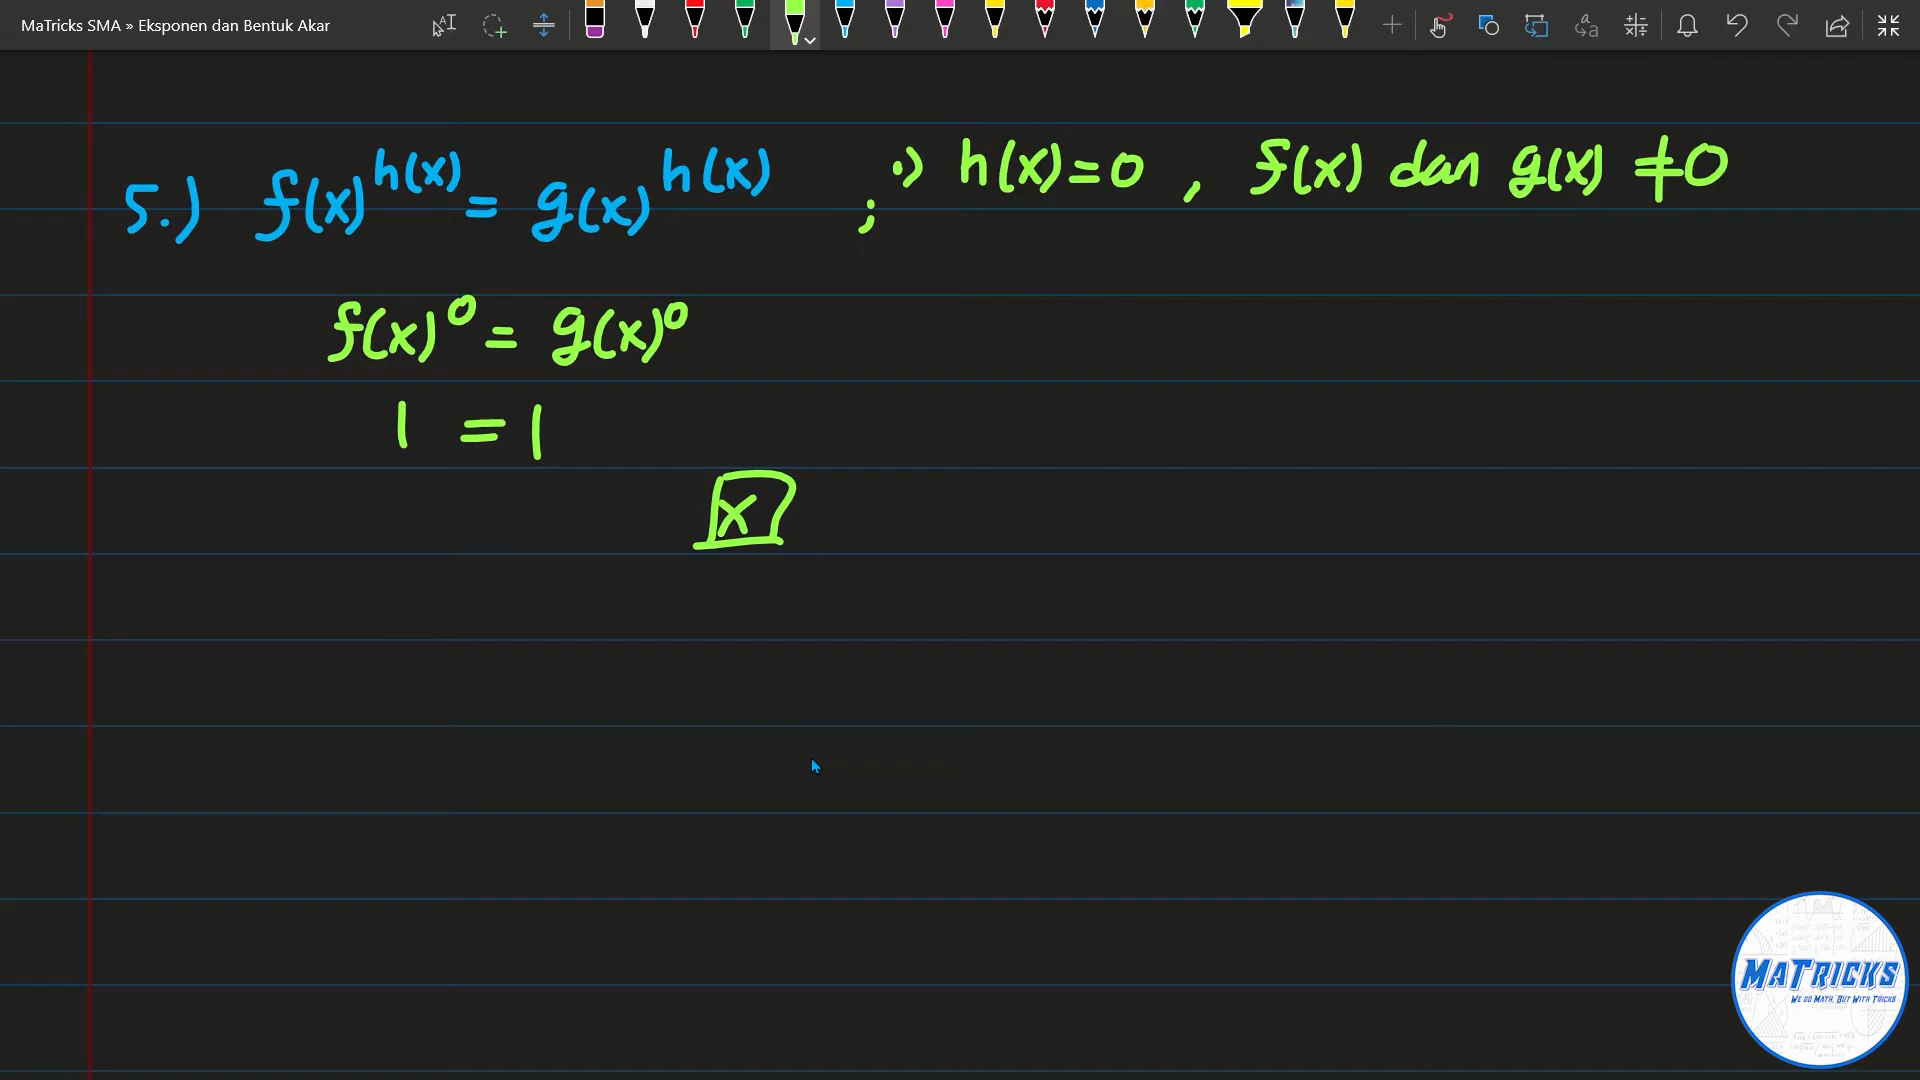 MaTricks SMA » Eksponen dan Bentuk Akar
5.) f(x)^h(x) = g(x)^h(x) ; •) h(x)=0 , f(x) dan g(x) ≠0
f(x)^0 = g(x)^0
1 = 1
x
MATRICKS
WE DO MATH, BUT WITH TRICKS